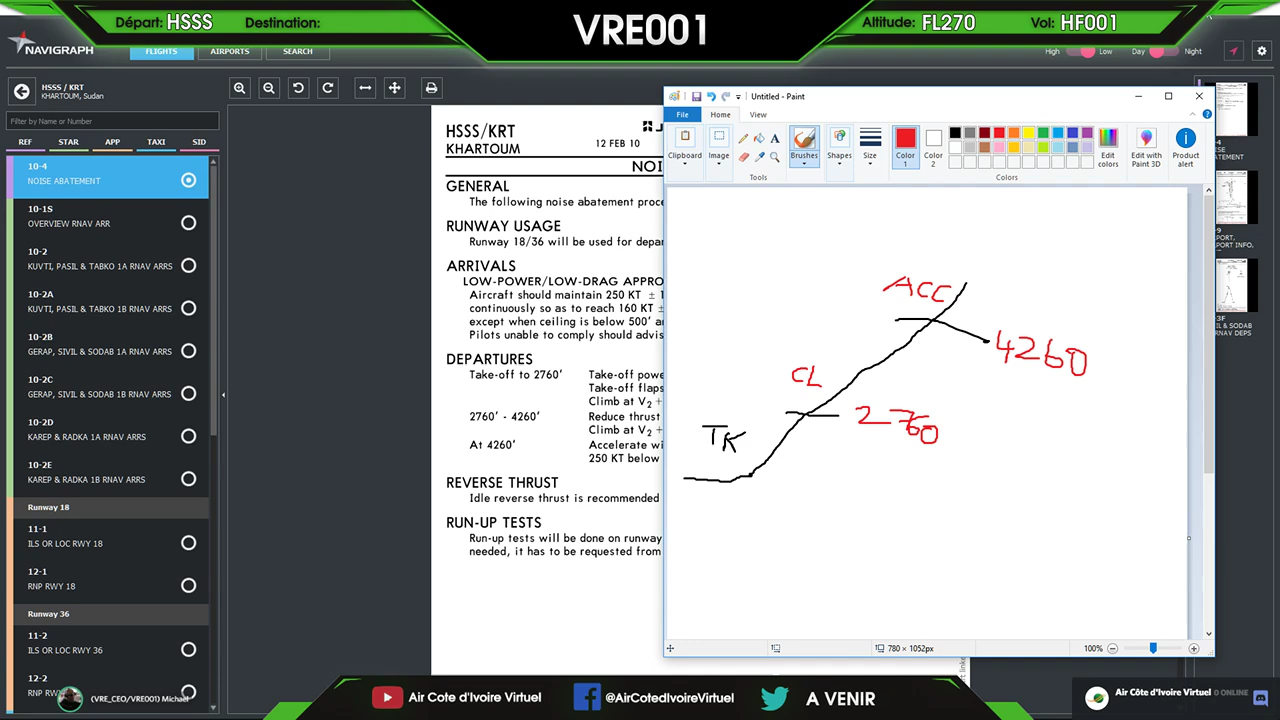 Départ: HSSS Destination: VRE001 Altitude: FL270 Vol: HF001
NAVIGRAPH FLIGHTS AIRPORTS SEARCH High Low Day Night
HSSS / KRT
KHARTOUM, Sudan
Filter by Name or Number
REF STAR APP TAXI SID
10-4
NOISE ABATEMENT
10-1S
OVERVIEW RNAV ARR
10-2
KUVTI, PASIL & TABKO 1A RNAV ARRS
10-2A
KUVTI, PASIL & TABKO 1B RNAV ARRS
10-2B
GERAP, SIVIL & SODAB 1A RNAV ARRS
10-2C
GERAP, SIVIL & SODAB 1B RNAV ARRS
10-2D
KAREP & RADKA 1A RNAV ARRS
10-2E
KAREP & RADKA 1B RNAV ARRS
Runway 18
11-1
ILS OR LOC RWY 18
12-1
RNP RWY 18
Runway 36
11-2
ILS OR LOC RWY 36
12-2
RNP
(VRE_CEO/VRE001) Michael
HSSS/KRT
KHARTOUM
12 FEB 10
NOI
GENERAL
The following noise abatement proce
RUNWAY USAGE
Runway 18/36 will be used for depa
ARRIVALS
LOW-POWER/LOW-DRAG APPRO
Aircraft should maintain 250 KT ± 1
continuously so as to reach 160 KT ±
except when ceiling is below 500' a
Pilots unable to comply should advis
DEPARTURES
Take-off to 2760' Take-off powe
Take-off flaps
Climb at V2 +
2760' - 4260' Reduce thrust
Climb at V2 +
At 4260' Accelerate wi
250 KT below
REVERSE THRUST
Idle reverse thrust is recommended
RUN-UP TESTS
Run-up tests will be done on runway
needed, it has to be requested from
Untitled - Paint
File Home View
Clipboard Image Tools Brushes Shapes Size Color 1 Color 2 Colors Edit colors Edit with Paint 3D Product alert
ACC
4260
CL
2760
TK
780 × 1052px 100%
Air Cote d'Ivoire Virtuel @AirCotedIvoireVirtuel A VENIR
Air Cote d'Ivoire Virtuel 0 ONLINE